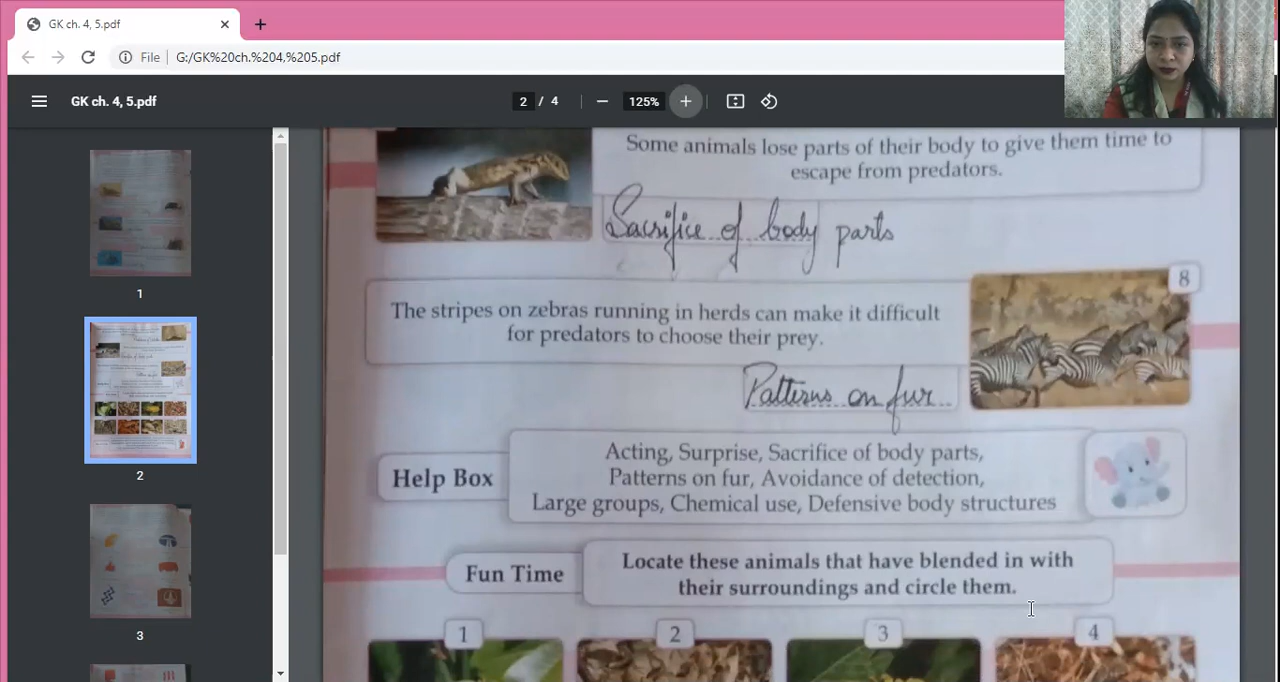 GK ch. 4, 5.pdf
File G:/GK%20ch.%204,%205.pdf
GK ch. 4, 5.pdf
2 / 4
125%
1
2
3
Some animals lose parts of their body to give them time to
escape from predators.
Sacrifice of body parts
8
The stripes on zebras running in herds can make it difficult
for predators to choose their prey.
Patterns on fur
Help Box
Acting, Surprise, Sacrifice of body parts,
Patterns on fur, Avoidance of detection,
Large groups, Chemical use, Defensive body structures
Fun Time
Locate these animals that have blended in with
their surroundings and circle them.
1 2 3 4